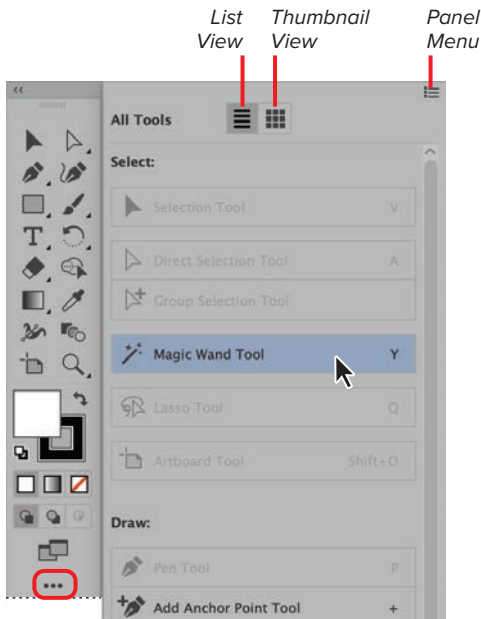 List Thumbnail Panel
View View Menu
All Tools
Select:
Selection Tool V
Direct Selection Tool A
Group Selection Tool
Magic Wand Tool Y
Lasso Tool Q
Artboard Tool Shift+O
Draw:
Pen Tool P
Add Anchor Point Tool +